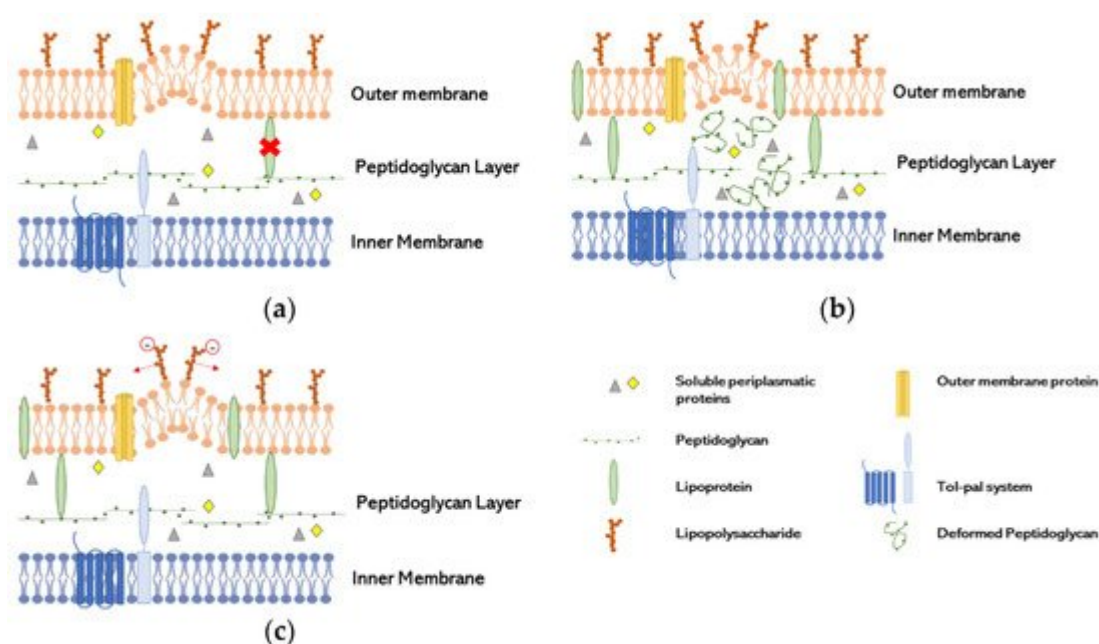 Outer membrane
Peptidoglycan Layer
Inner Membrane
(a)
Outer membrane
Peptidoglycan Layer
Inner Membrane
(b)
Peptidoglycan Layer
Inner Membrane
(c)
Soluble periplasmatic
proteins
Peptidoglycan
Lipoprotein
Lipopolysaccharide
Outer membrane protein
Tol-pal system
Deformed Peptidoglycan